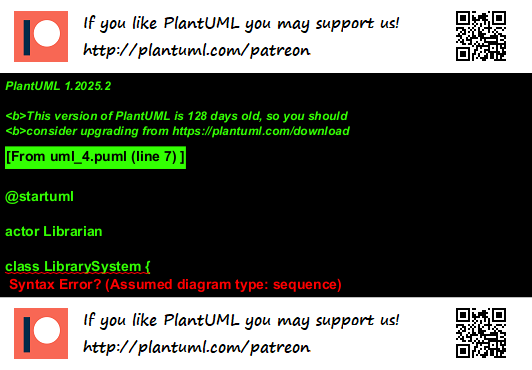 If you like PlantUML you may support us!
http://plantuml.com/patreon
PlantUML 1.2025.2
<b>This version of PlantUML is 128 days old, so you should
<b>consider upgrading from https://plantuml.com/download
[From uml_4.puml (line 7) ]
@startuml
actor Librarian
class LibrarySystem {
Syntax Error? (Assumed diagram type: sequence)
If you like PlantUML you may support us!
http://plantuml.com/patreon